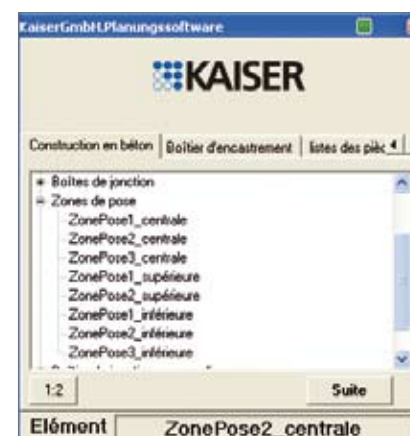 KaiserGmbH.Planungssoftware
KAISER
Construction en béton Boîtier d'encastrement listes des pièc
Boîtes de jonction
Zones de pose
ZonePose1_centrale
ZonePose2_centrale
ZonePose3_centrale
ZonePose1_supérieure
ZonePose2_supérieure
ZonePose1_inférieure
ZonePose2_inférieure
ZonePose3_inférieure
1:2 Suite
Elément ZonePose2_centrale